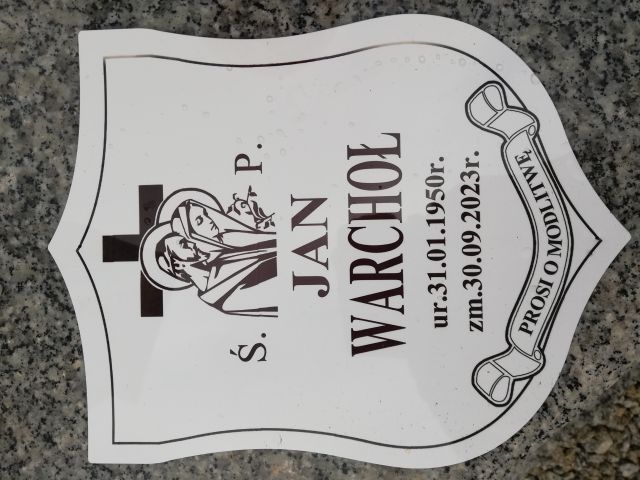 Ś. P.
JAN
WARCHOŁ
ur.31.01.1950r.
zm.30.09.2023r.
PROSI O MODLITWĘ